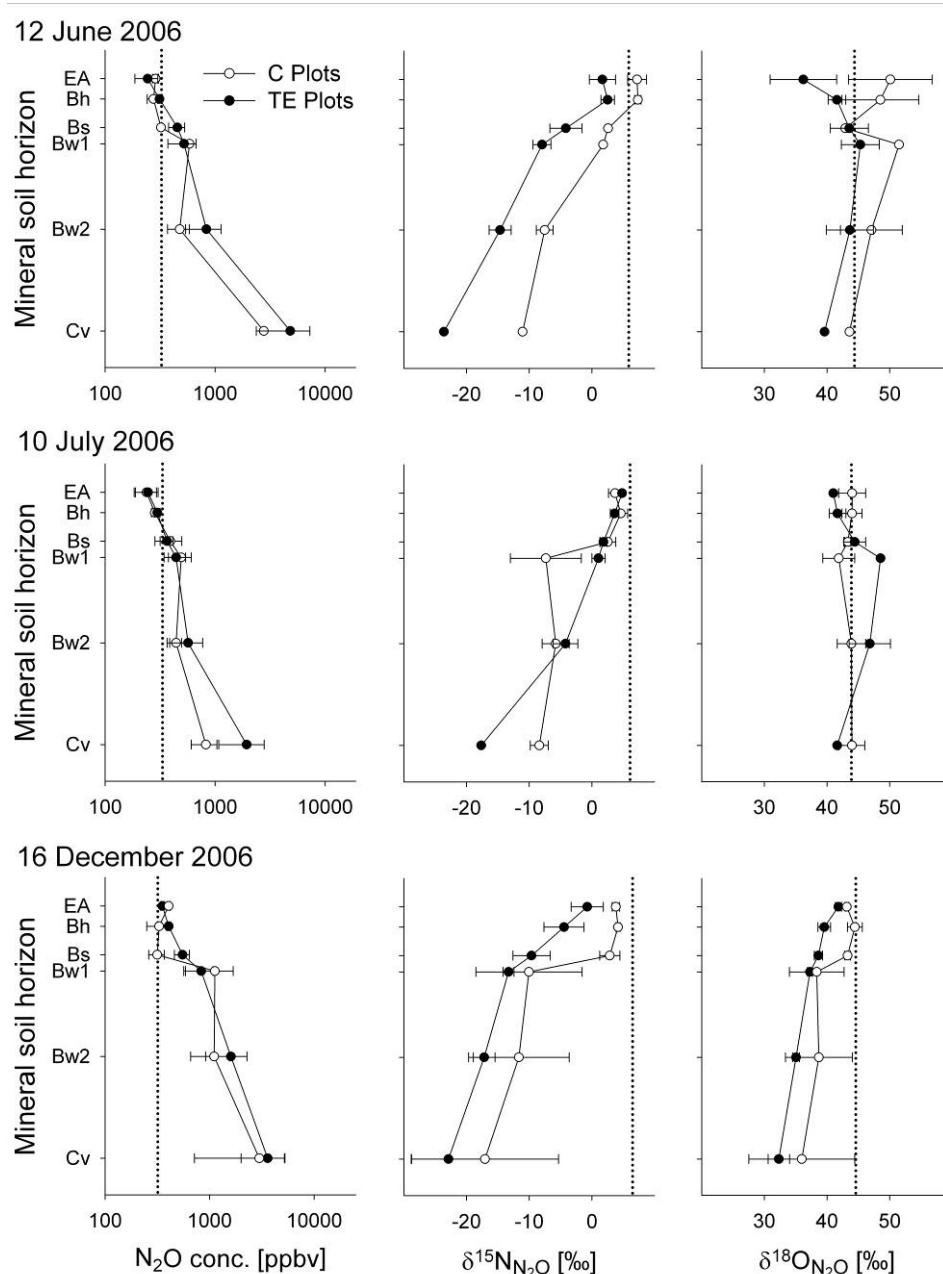 12 June 2006
C Plots
TE Plots
Mineral soil horizon
EA
Bh
Bs
Bw1
Bw2
Cv
100 1000 10000
-20 -10 0
30 40 50
10 July 2006
Mineral soil horizon
EA
Bh
Bs
Bw1
Bw2
Cv
100 1000 10000
-20 -10 0
30 40 50
16 December 2006
Mineral soil horizon
EA
Bh
Bs
Bw1
Bw2
Cv
100 1000 10000
-20 -10 0
30 40 50
N₂O conc. [ppbv] δ¹⁵N_N₂O [‰] δ¹⁸O_N₂O [‰]